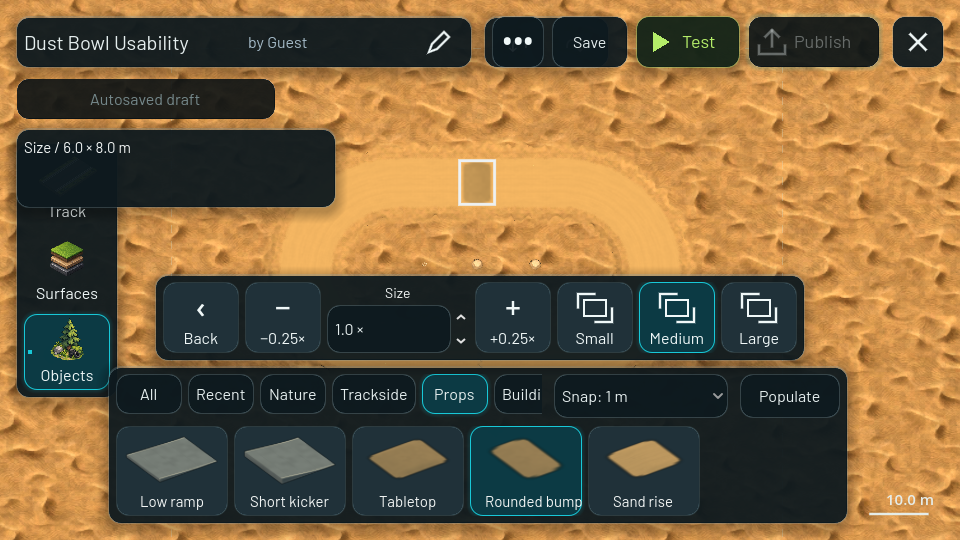 Dust Bowl Usability
by Guest
Save
Test
Publish
Autosaved draft
Size / 6.0 × 8.0 m
Track
Surfaces
Objects
Size
Back
−0.25×
1.0 ×
+0.25×
Small
Medium
Large
All
Recent
Nature
Trackside
Props
Buildi
Snap: 1 m
Populate
Low ramp
Short kicker
Tabletop
Rounded bump
Sand rise
10.0 m